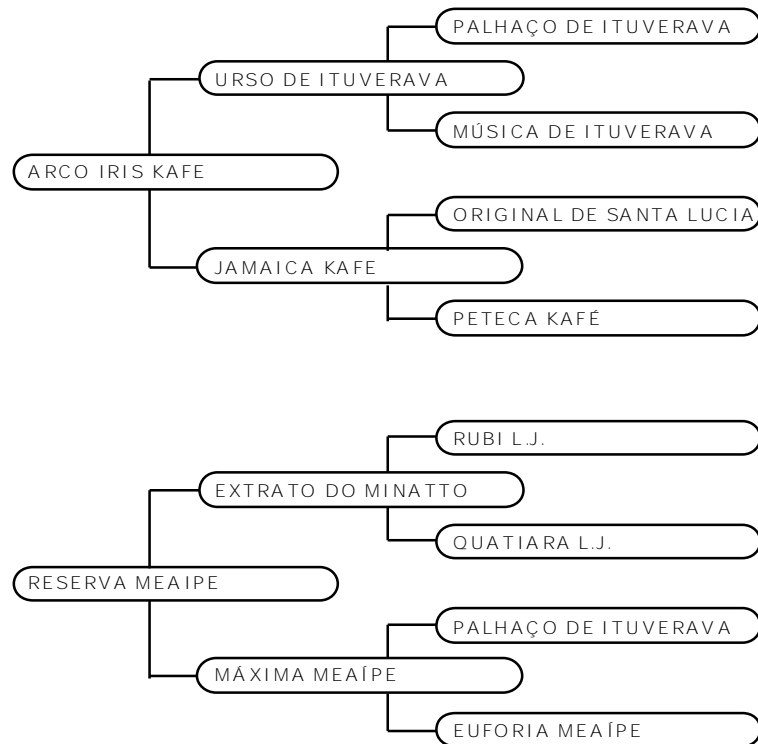 PALHAÇO DE ITUVERAVA
URSO DE ITUVERAVA
MÚSICA DE ITUVERAVA
ARCO IRIS KAFE
ORIGINAL DE SANTA LUCIA
JAMAICA KAFE
PETECA KAFÉ
RUBI L.J.
EXTRATO DO MINATTO
QUATIARA L.J.
RESERVA MEAIPE
PALHAÇO DE ITUVERAVA
MÁXIMA MEAÍPE
EUFORIA MEAÍPE